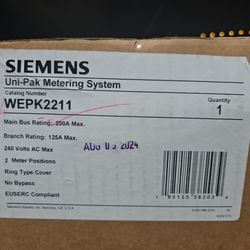 SIEMENS
Uni-Pak Metering System
Catalog Number
WEPK2211
Quantity
1
Main Bus Rating: 200A Max.
Branch Rating: 125A Max.
240 Volts AC Max
AUG 05 2024
2 Meter Positions
Ring Type Cover
No Bypass
EUSERC Compliant